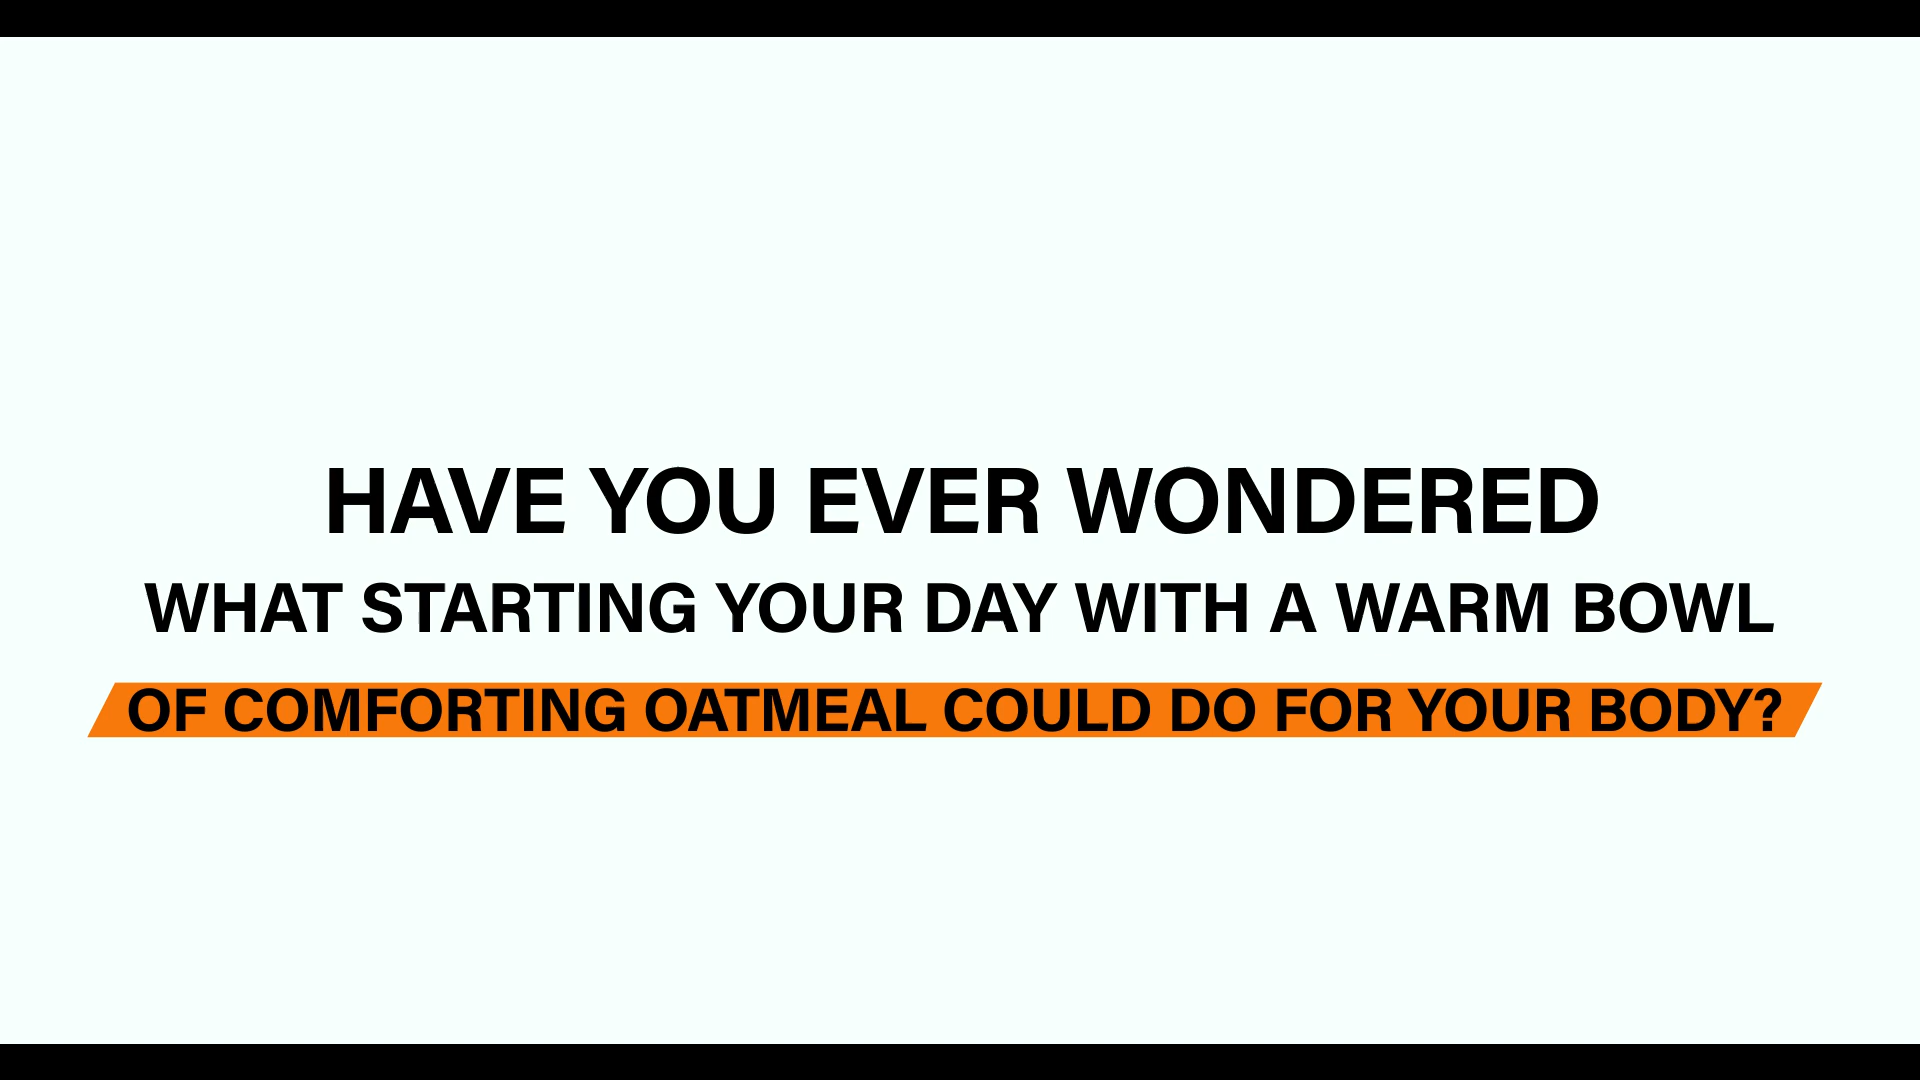 HAVE YOU EVER WONDERED
WHAT STARTING YOUR DAY WITH A WARM BOWL
OF COMFORTING OATMEAL COULD DO FOR YOUR BODY?